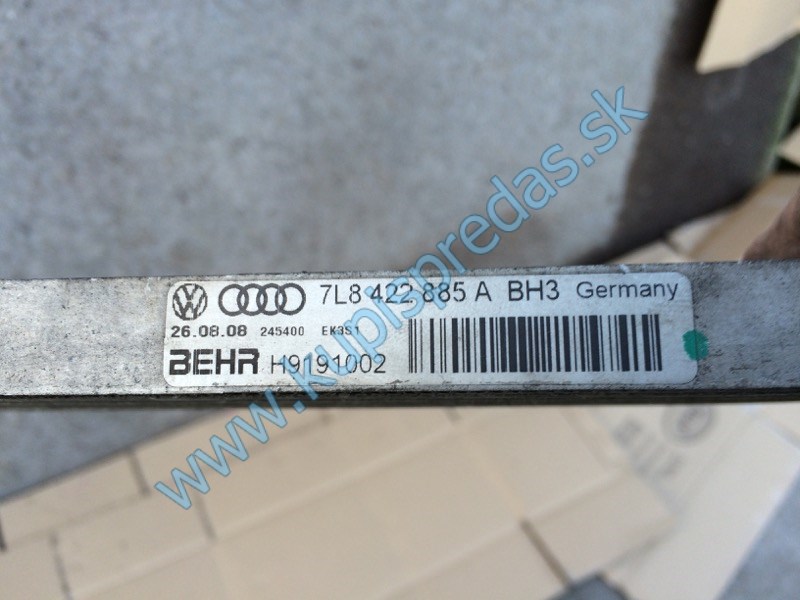 7L8 422 885 A BH3 Germany
26.08.08 245400 EK3S1
BEHR H9191002
www.kupispredas.sk